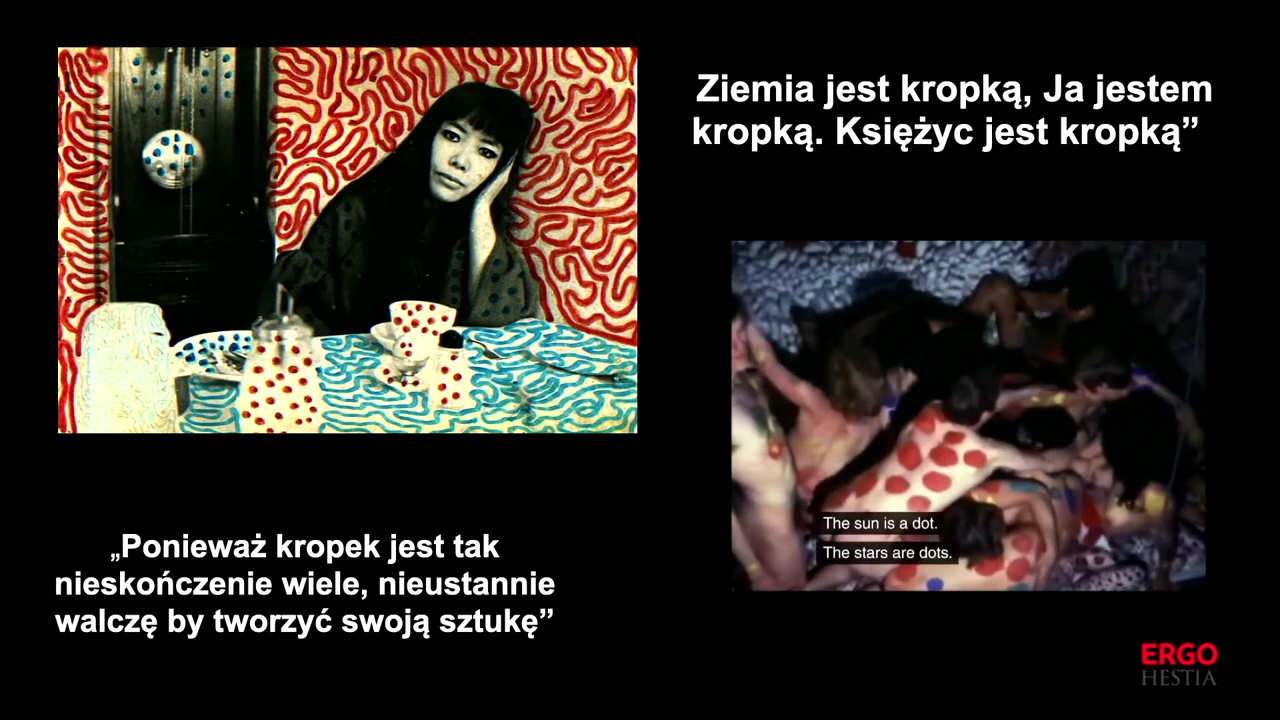 Ziemia jest kropką, Ja jestem
kropką. Księżyc jest kropką”
The sun is a dot.
The stars are dots.
„Ponieważ kropek jest tak
nieskończenie wiele, nieustannie
walczę by tworzyć swoją sztukę”
ERGO
HESTIA